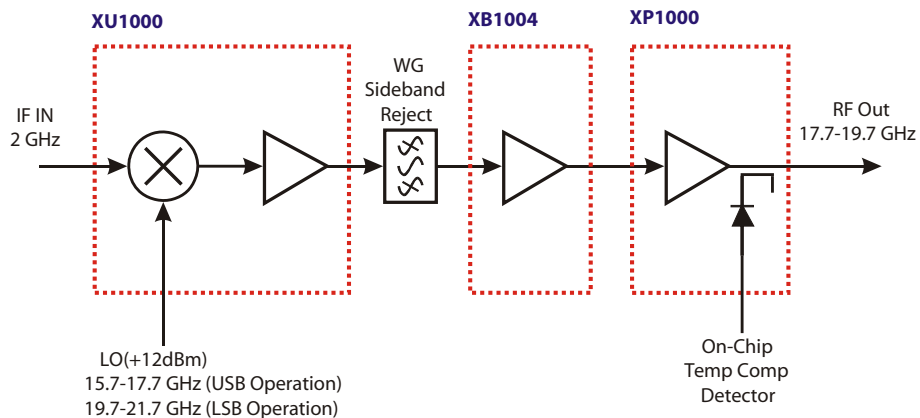 XU1000
XB1004
XP1000
WG
Sideband
Reject
IF IN
2 GHz
RF Out
17.7-19.7 GHz
LO(+12dBm)
15.7-17.7 GHz (USB Operation)
19.7-21.7 GHz (LSB Operation)
On-Chip
Temp Comp
Detector